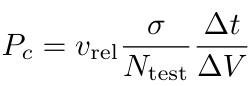 $P_c = v_{\mathrm{rel}} \frac{\sigma}{N_{\mathrm{test}}} \frac{\Delta t}{\Delta V}$